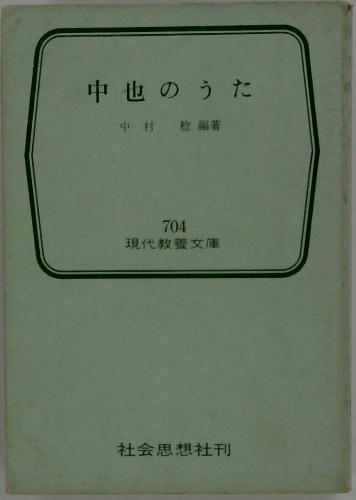 中也のうた
中村 稔 編著
704
現代教養文庫
社会思想社刊